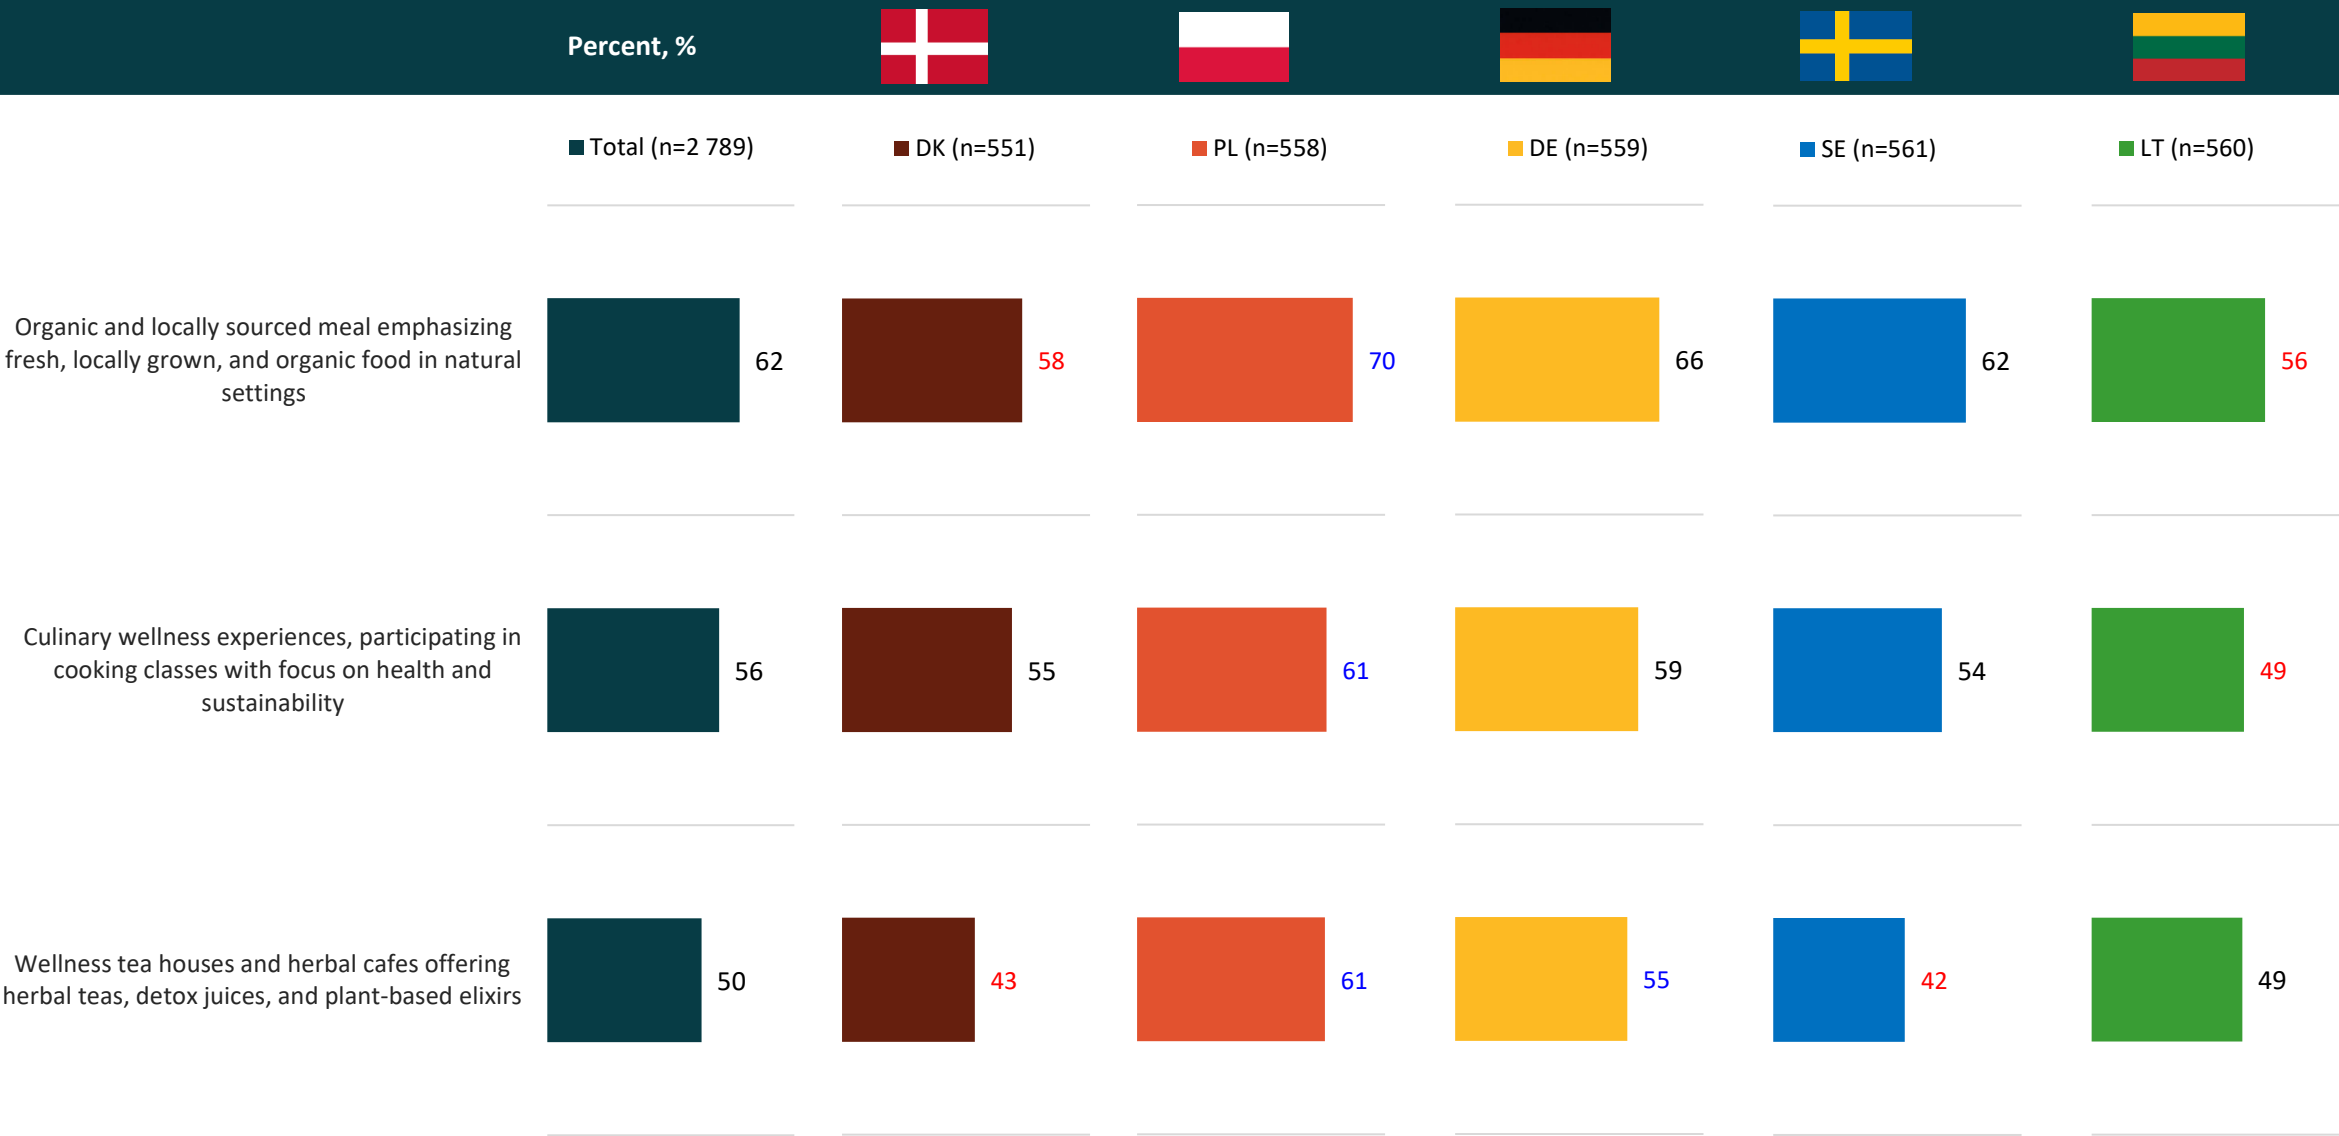 Percent, %
Total (n=2 789)
DK (n=551)
PL (n=558)
DE (n=559)
SE (n=561)
LT (n=560)
Organic and locally sourced meal emphasizing
fresh, locally grown, and organic food in natural
settings
62
58
70
66
62
56
Culinary wellness experiences, participating in
cooking classes with focus on health and
sustainability
56
55
61
59
54
49
Wellness tea houses and herbal cafes offering
herbal teas, detox juices, and plant-based elixirs
50
43
61
55
42
49